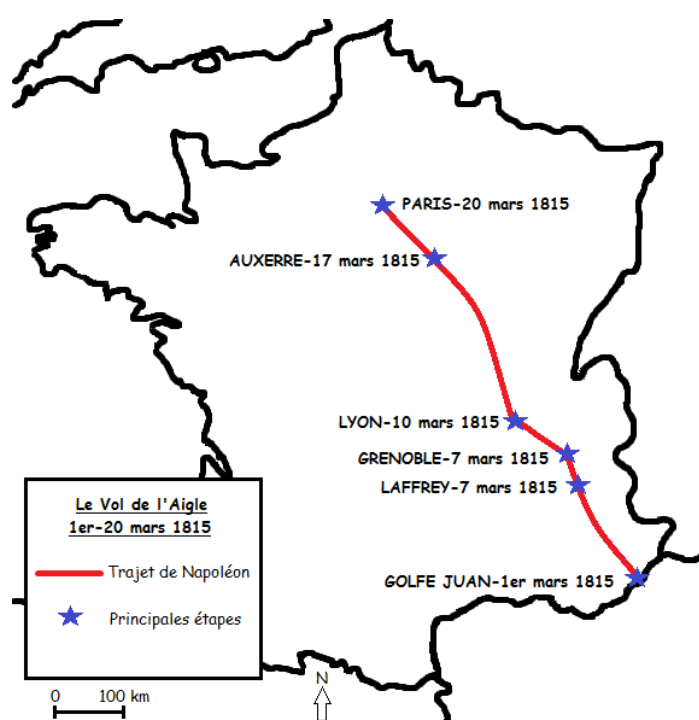 PARIS-20 mars 1815
AUXERRE-17 mars 1815
LYON-10 mars 1815
GRENOBLE-7 mars 1815
LAFFREY-7 mars 1815
GOLFE JUAN-1er mars 1815
Le Vol de l'Aigle
1er-20 mars 1815
Trajet de Napoléon
Principales étapes
N
0 100 km